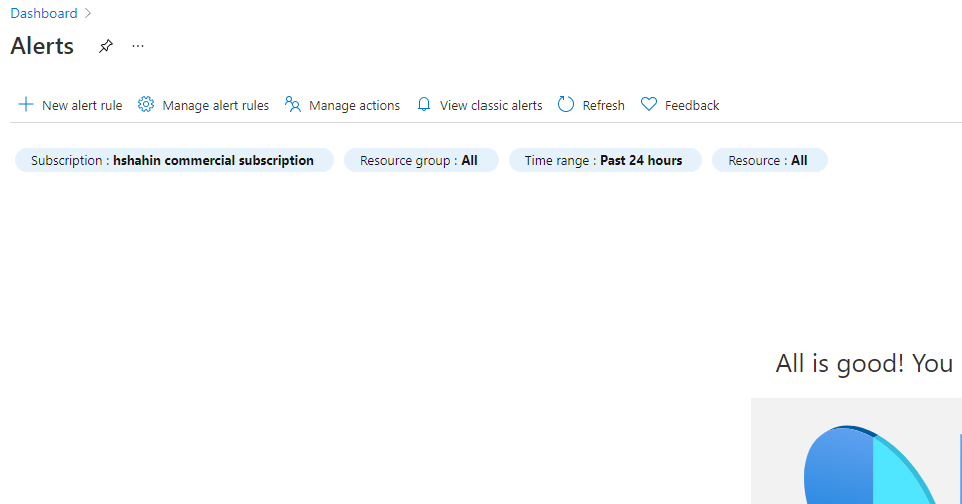 Dashboard
Alerts
New alert rule Manage alert rules Manage actions View classic alerts Refresh Feedback
Subscription : hshahin commercial subscription Resource group : All Time range : Past 24 hours Resource : All
All is good! You